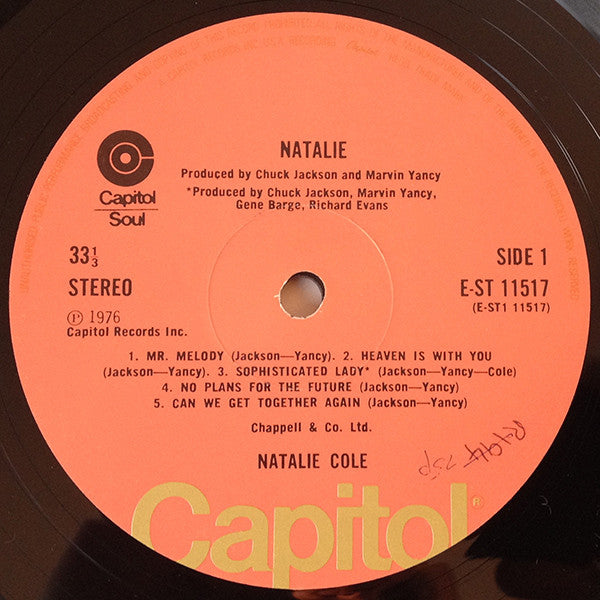 NATALIE
Produced by Chuck Jackson and Marvin Yancy
*Produced by Chuck Jackson, Marvin Yancy,
Gene Barge, Richard Evans
Capitol
Soul
33⅓
STEREO
℗ 1976
Capitol Records Inc.
SIDE 1
E-ST 11517
(E-ST1 11517)
1. MR. MELODY (Jackson—Yancy). 2. HEAVEN IS WITH YOU
(Jackson—Yancy). 3. SOPHISTICATED LADY* (Jackson—Yancy—Cole)
4. NO PLANS FOR THE FUTURE (Jackson—Yancy)
5. CAN WE GET TOGETHER AGAIN (Jackson—Yancy)
Chappell & Co. Ltd.
NATALIE COLE
Capitol®